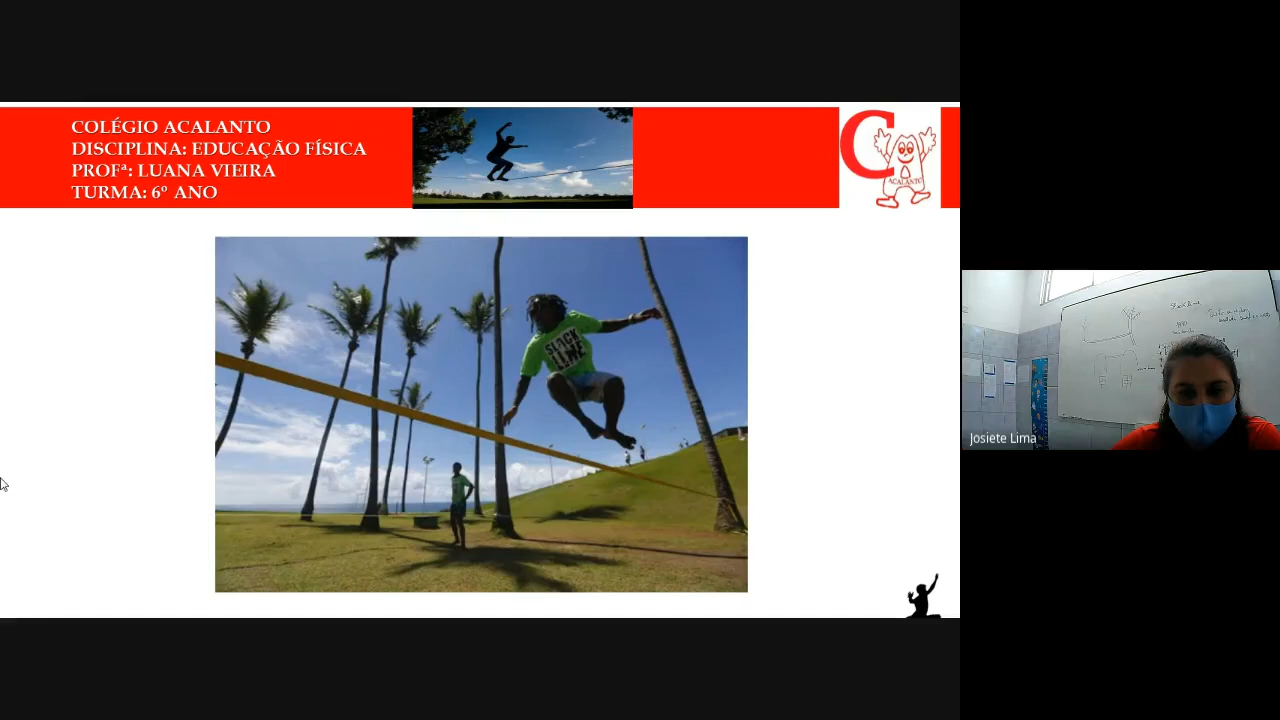 COLÉGIO ACALANTO
DISCIPLINA: EDUCAÇÃO FÍSICA
PROFª: LUANA VIEIRA
TURMA: 6º ANO
C
ACALANTO
SLACK
LINE
Josiete Lima